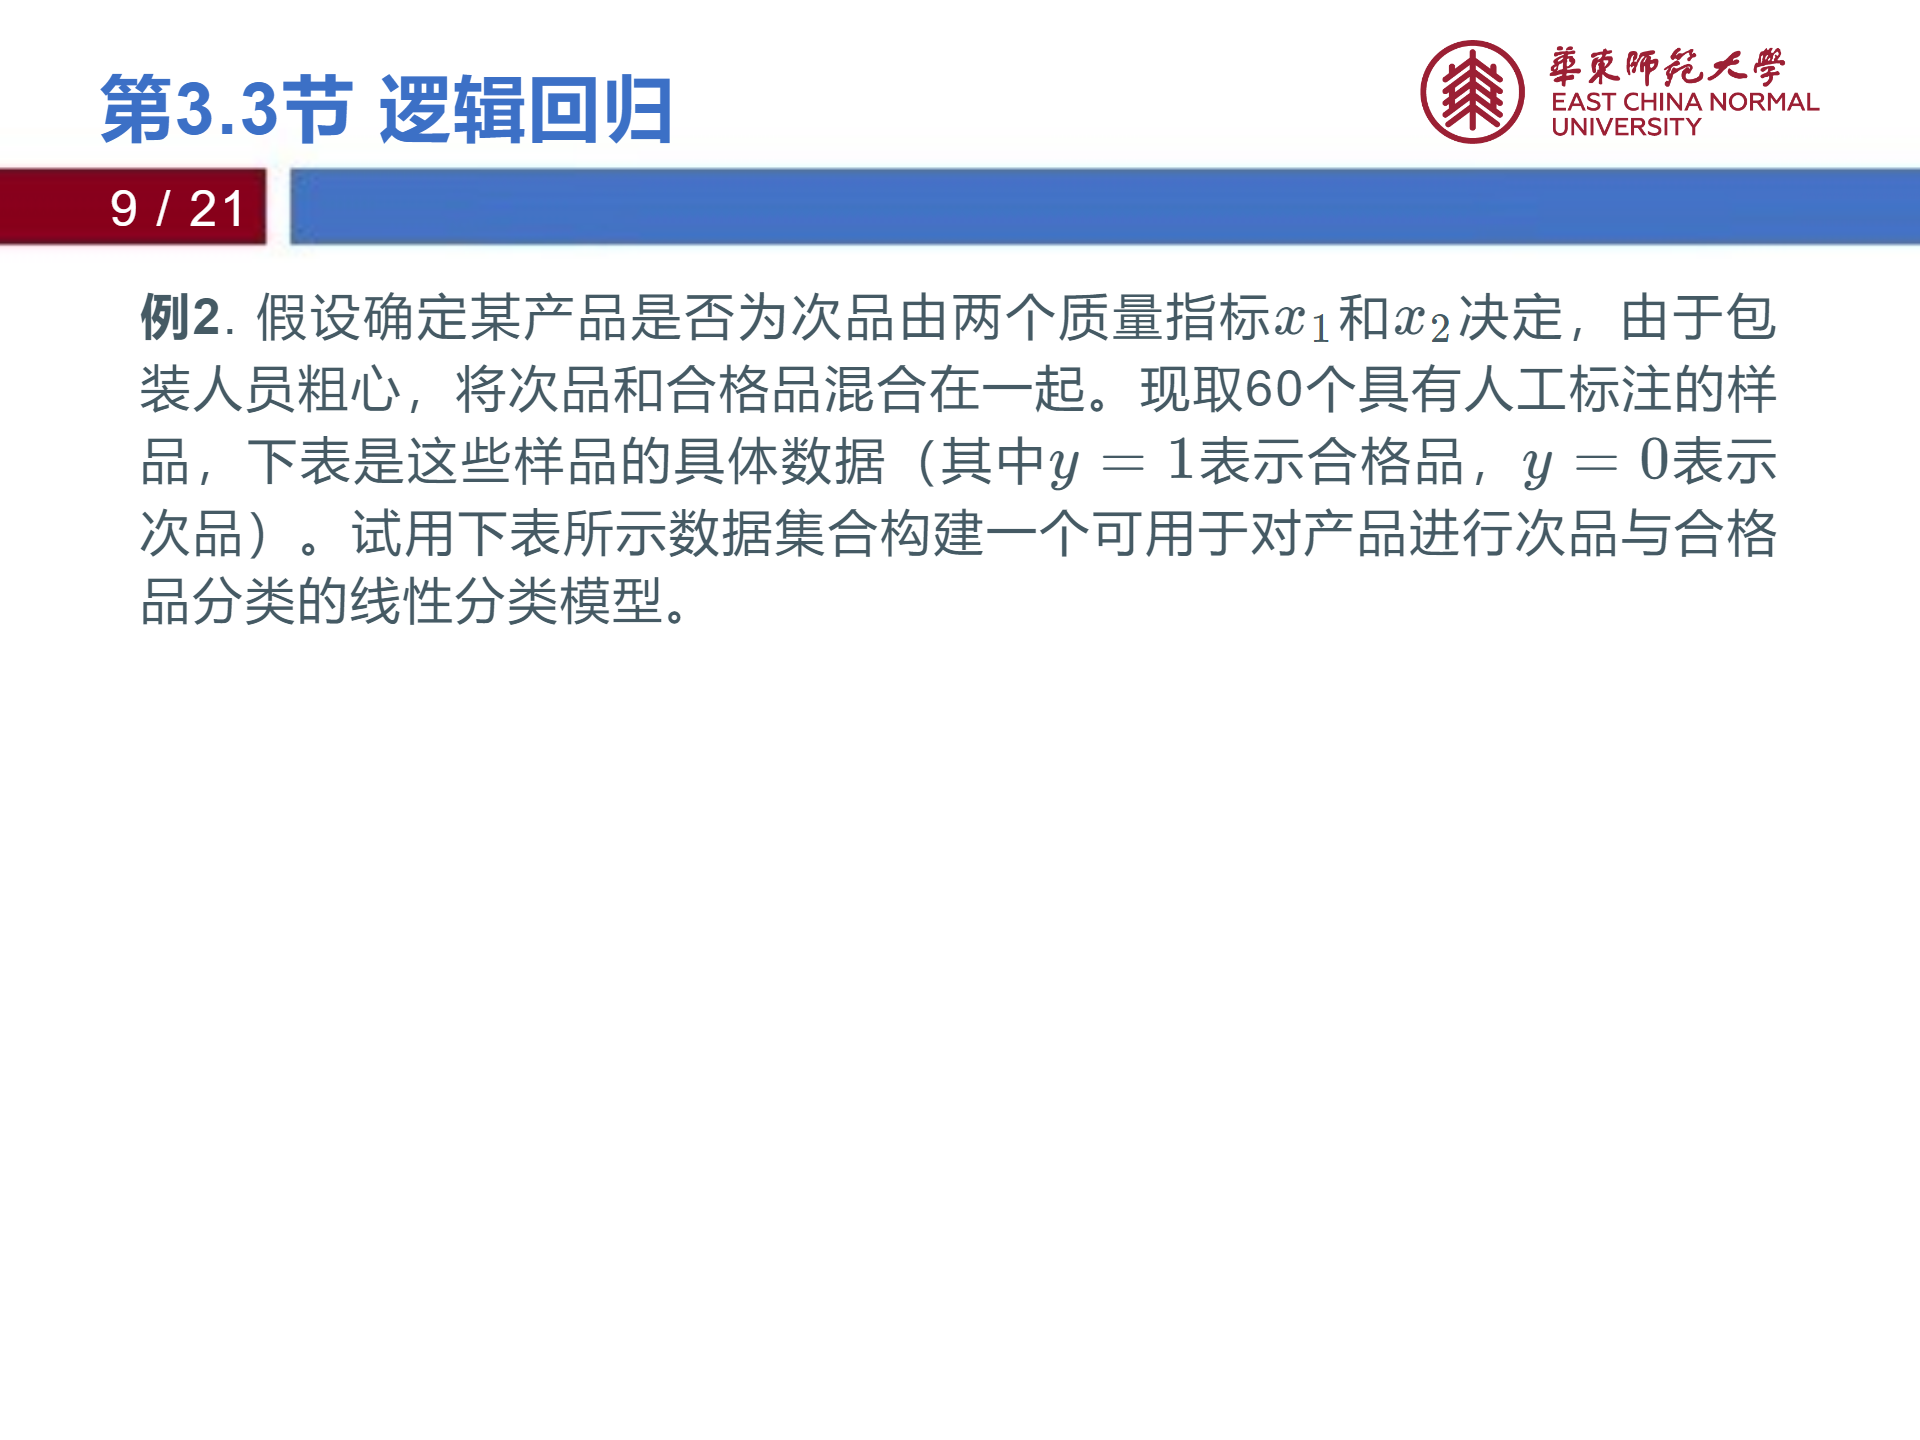 第3.3节 逻辑回归
華東師範大學
EAST CHINA NORMAL
UNIVERSITY
9 / 21
例2. 假设确定某产品是否为次品由两个质量指标x₁和x₂决定，由于包
装人员粗心，将次品和合格品混合在一起。现取60个具有人工标注的样
品，下表是这些样品的具体数据（其中y = 1表示合格品，y = 0表示
次品）。试用下表所示数据集合构建一个可用于对产品进行次品与合格
品分类的线性分类模型。